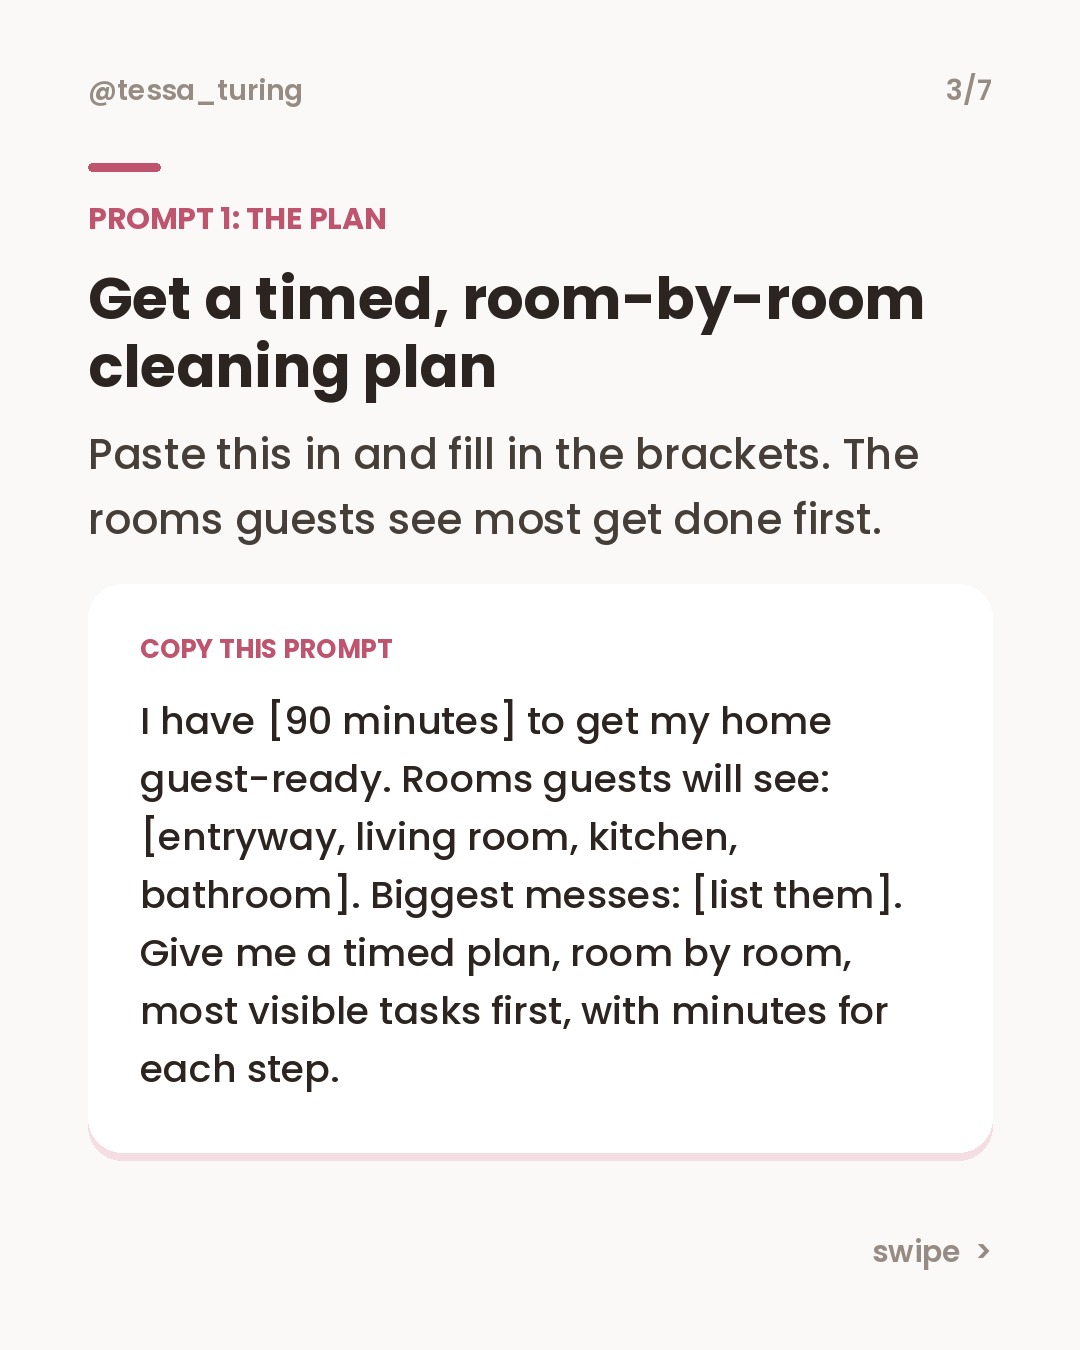 @tessa_turing
3/7
PROMPT 1: THE PLAN
Get a timed, room-by-room
cleaning plan
Paste this in and fill in the brackets. The
rooms guests see most get done first.
COPY THIS PROMPT
I have [90 minutes] to get my home
guest-ready. Rooms guests will see:
[entryway, living room, kitchen,
bathroom]. Biggest messes: [list them].
Give me a timed plan, room by room,
most visible tasks first, with minutes for
each step.
swipe >